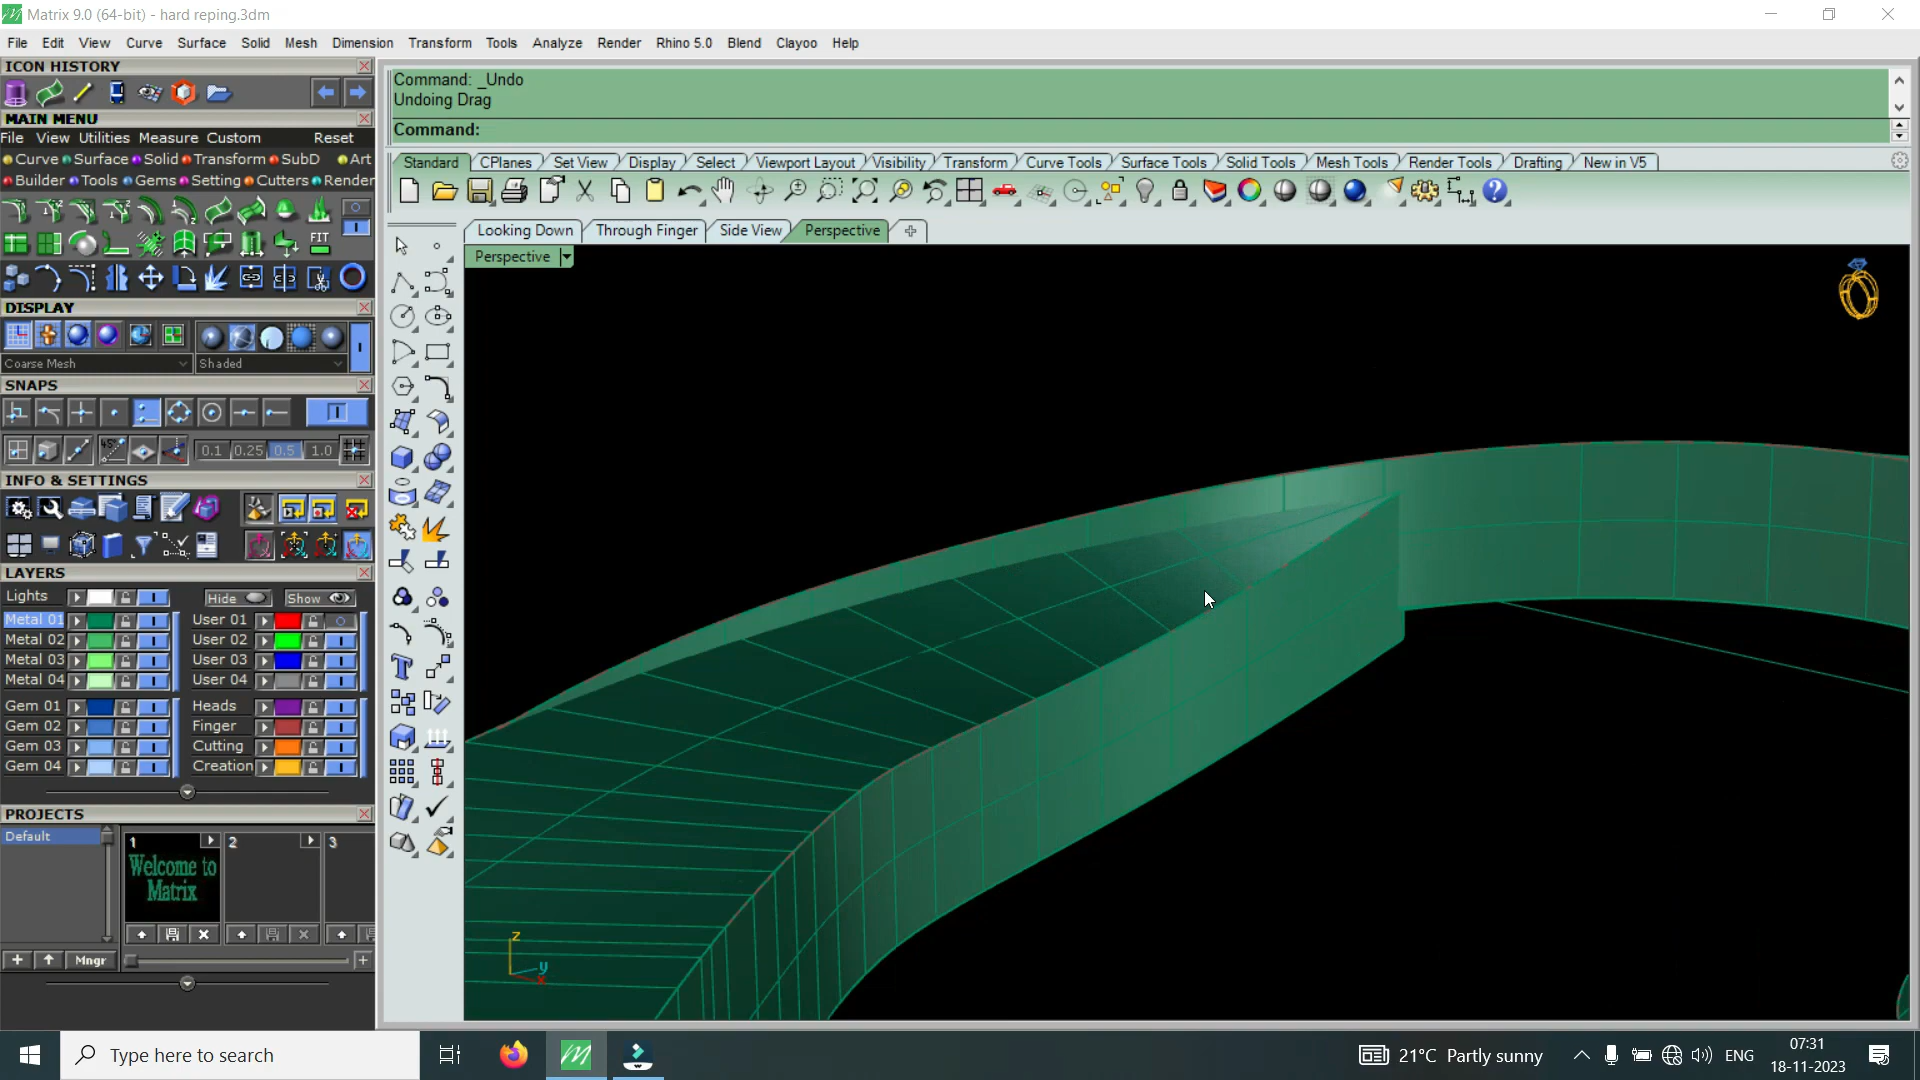 Matrix 9.0 (64-bit) - hard reping.3dm
File Edit View Curve Surface Solid Mesh Dimension Transform Tools Analyze Render Rhino 5.0 Blend Clayoo Help
ICON HISTORY
MAIN MENU
File View Utilities Measure Custom Reset
Curve Surface Solid Transform SubD Art
Builder Tools Gems Setting Cutters Render
FIT
DISPLAY
Coarse Mesh Shaded
SNAPS
0.1 0.25 0.5 1.0
INFO & SETTINGS
LAYERS
Lights Hide Show
Metal 01 User 01
Metal 02 User 02
Metal 03 User 03
Metal 04 User 04
Gem 01 Heads
Gem 02 Finger
Gem 03 Cutting
Gem 04 Creation
PROJECTS
Default
1 2 3
Welcome to
Matrix
Mngr
Command: _Undo
Undoing Drag
Command:
Standard CPlanes Set View Display Select Viewport Layout Visibility Transform Curve Tools Surface Tools Solid Tools Mesh Tools Render Tools Drafting New in V5
Looking Down Through Finger Side View Perspective
Perspective
z
y
x
Type here to search
21°C Partly sunny
ENG
07:31
18-11-2023